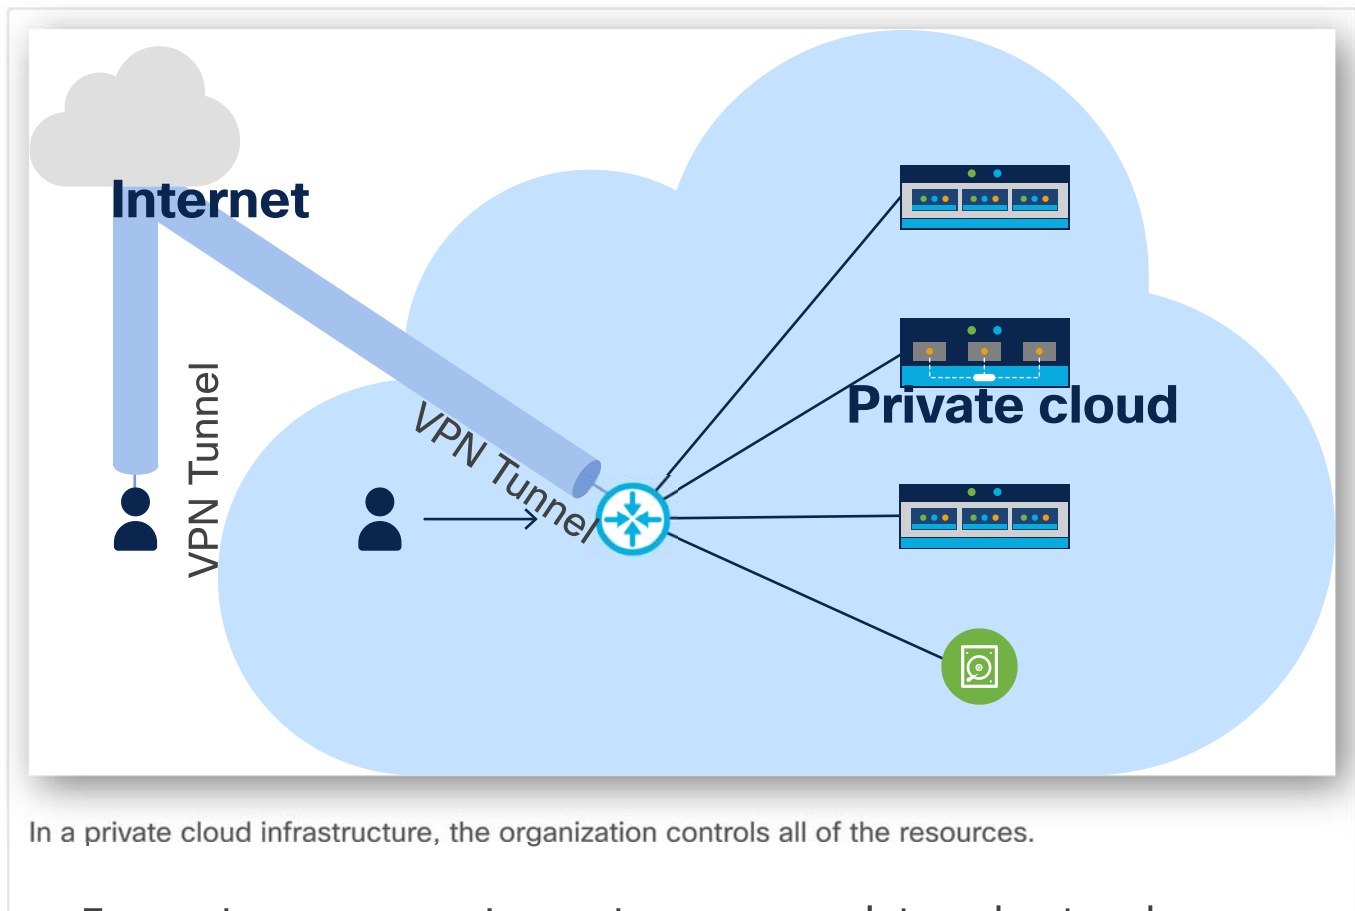 Internet
VPN Tunnel
VPN Tunnel
Private cloud
In a private cloud infrastructure, the organization controls all of the resources.